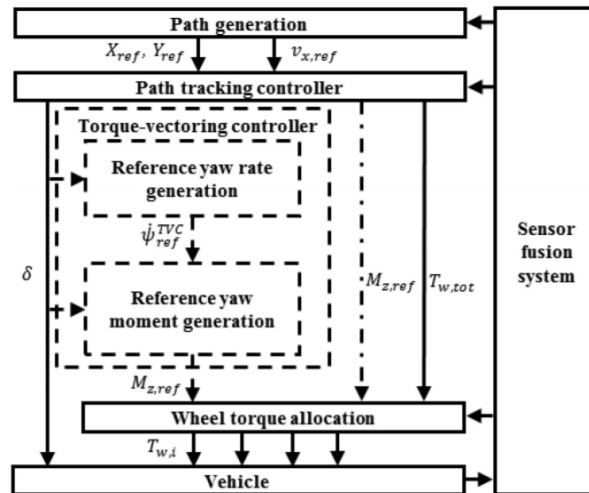 Path generation
X_ref, Y_ref
v_x,ref
Path tracking controller
Torque-vectoring controller
Reference yaw rate
generation
ψ̇_ref^TVC
Sensor
fusion
system
δ
M_z,ref
T_w,tot
Reference yaw
moment generation
M_z,ref
Wheel torque allocation
T_w,i
Vehicle